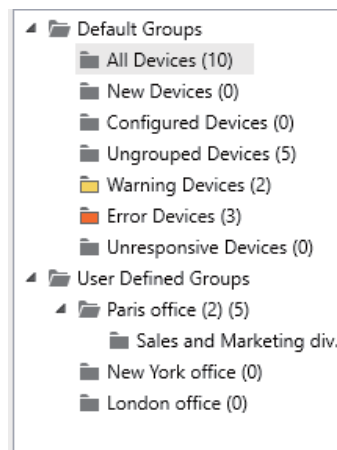 Default Groups
All Devices (10)
New Devices (0)
Configured Devices (0)
Ungrouped Devices (5)
Warning Devices (2)
Error Devices (3)
Unresponsive Devices (0)
User Defined Groups
Paris office (2) (5)
Sales and Marketing div.
New York office (0)
London office (0)